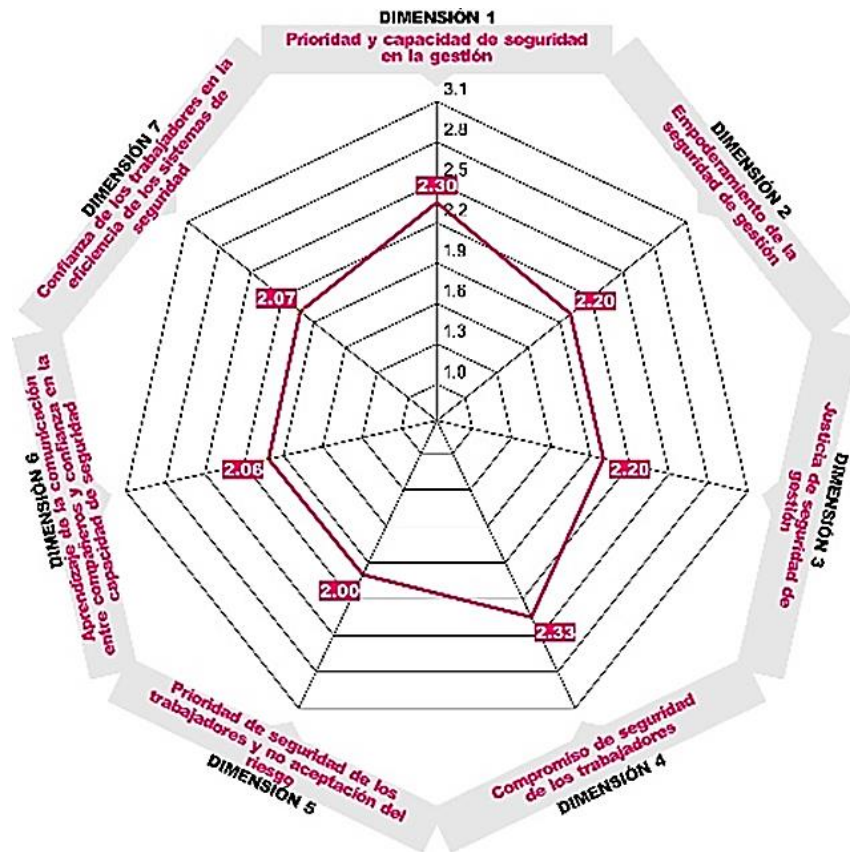 DIMENSIÓN 1
Prioridad y capacidad de seguridad
en la gestión
DIMENSIÓN 2
Empoderamiento de la
seguridad de gestión
DIMENSIÓN 3
Justicia de seguridad de
gestión
Compromiso de seguridad
de los trabajadores
DIMENSIÓN 4
Prioridad de seguridad de los
trabajadores y no aceptación del
riesgo
DIMENSIÓN 5
DIMENSIÓN 6
Aprendizaje de la comunicación
entre compañeros y confianza en la
capacidad de seguridad
DIMENSIÓN 7
Confianza de los trabajadores en la
eficiencia de los sistemas de
seguridad
3.1
2.8
2.5
2.2
1.9
1.6
1.3
1.0
2.30
2.20
2.20
2.33
2.00
2.06
2.07